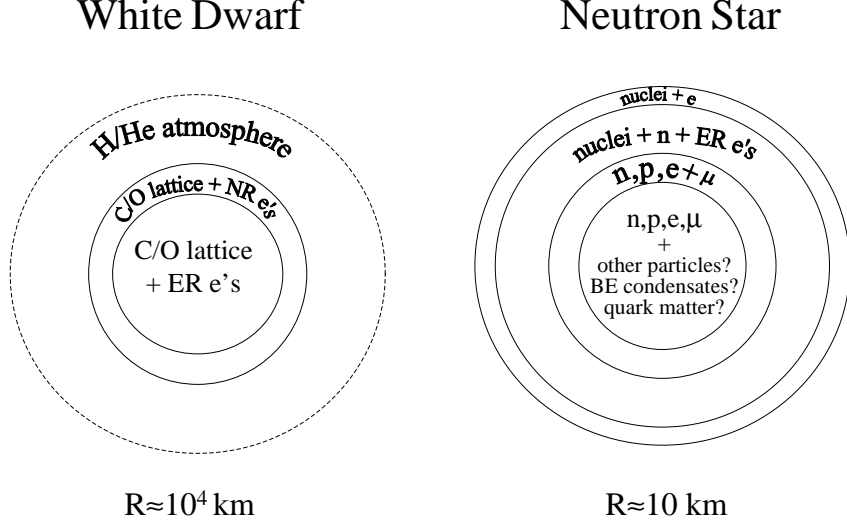 White Dwarf
H/He atmosphere
C/O lattice + NR e's
C/O lattice
+ ER e’s
R≈10⁴ km
Neutron Star
nuclei + e
nuclei + n + ER e's
n,p,e+μ
n,p,e,μ
+
other particles?
BE condensates?
quark matter?
R≈10 km